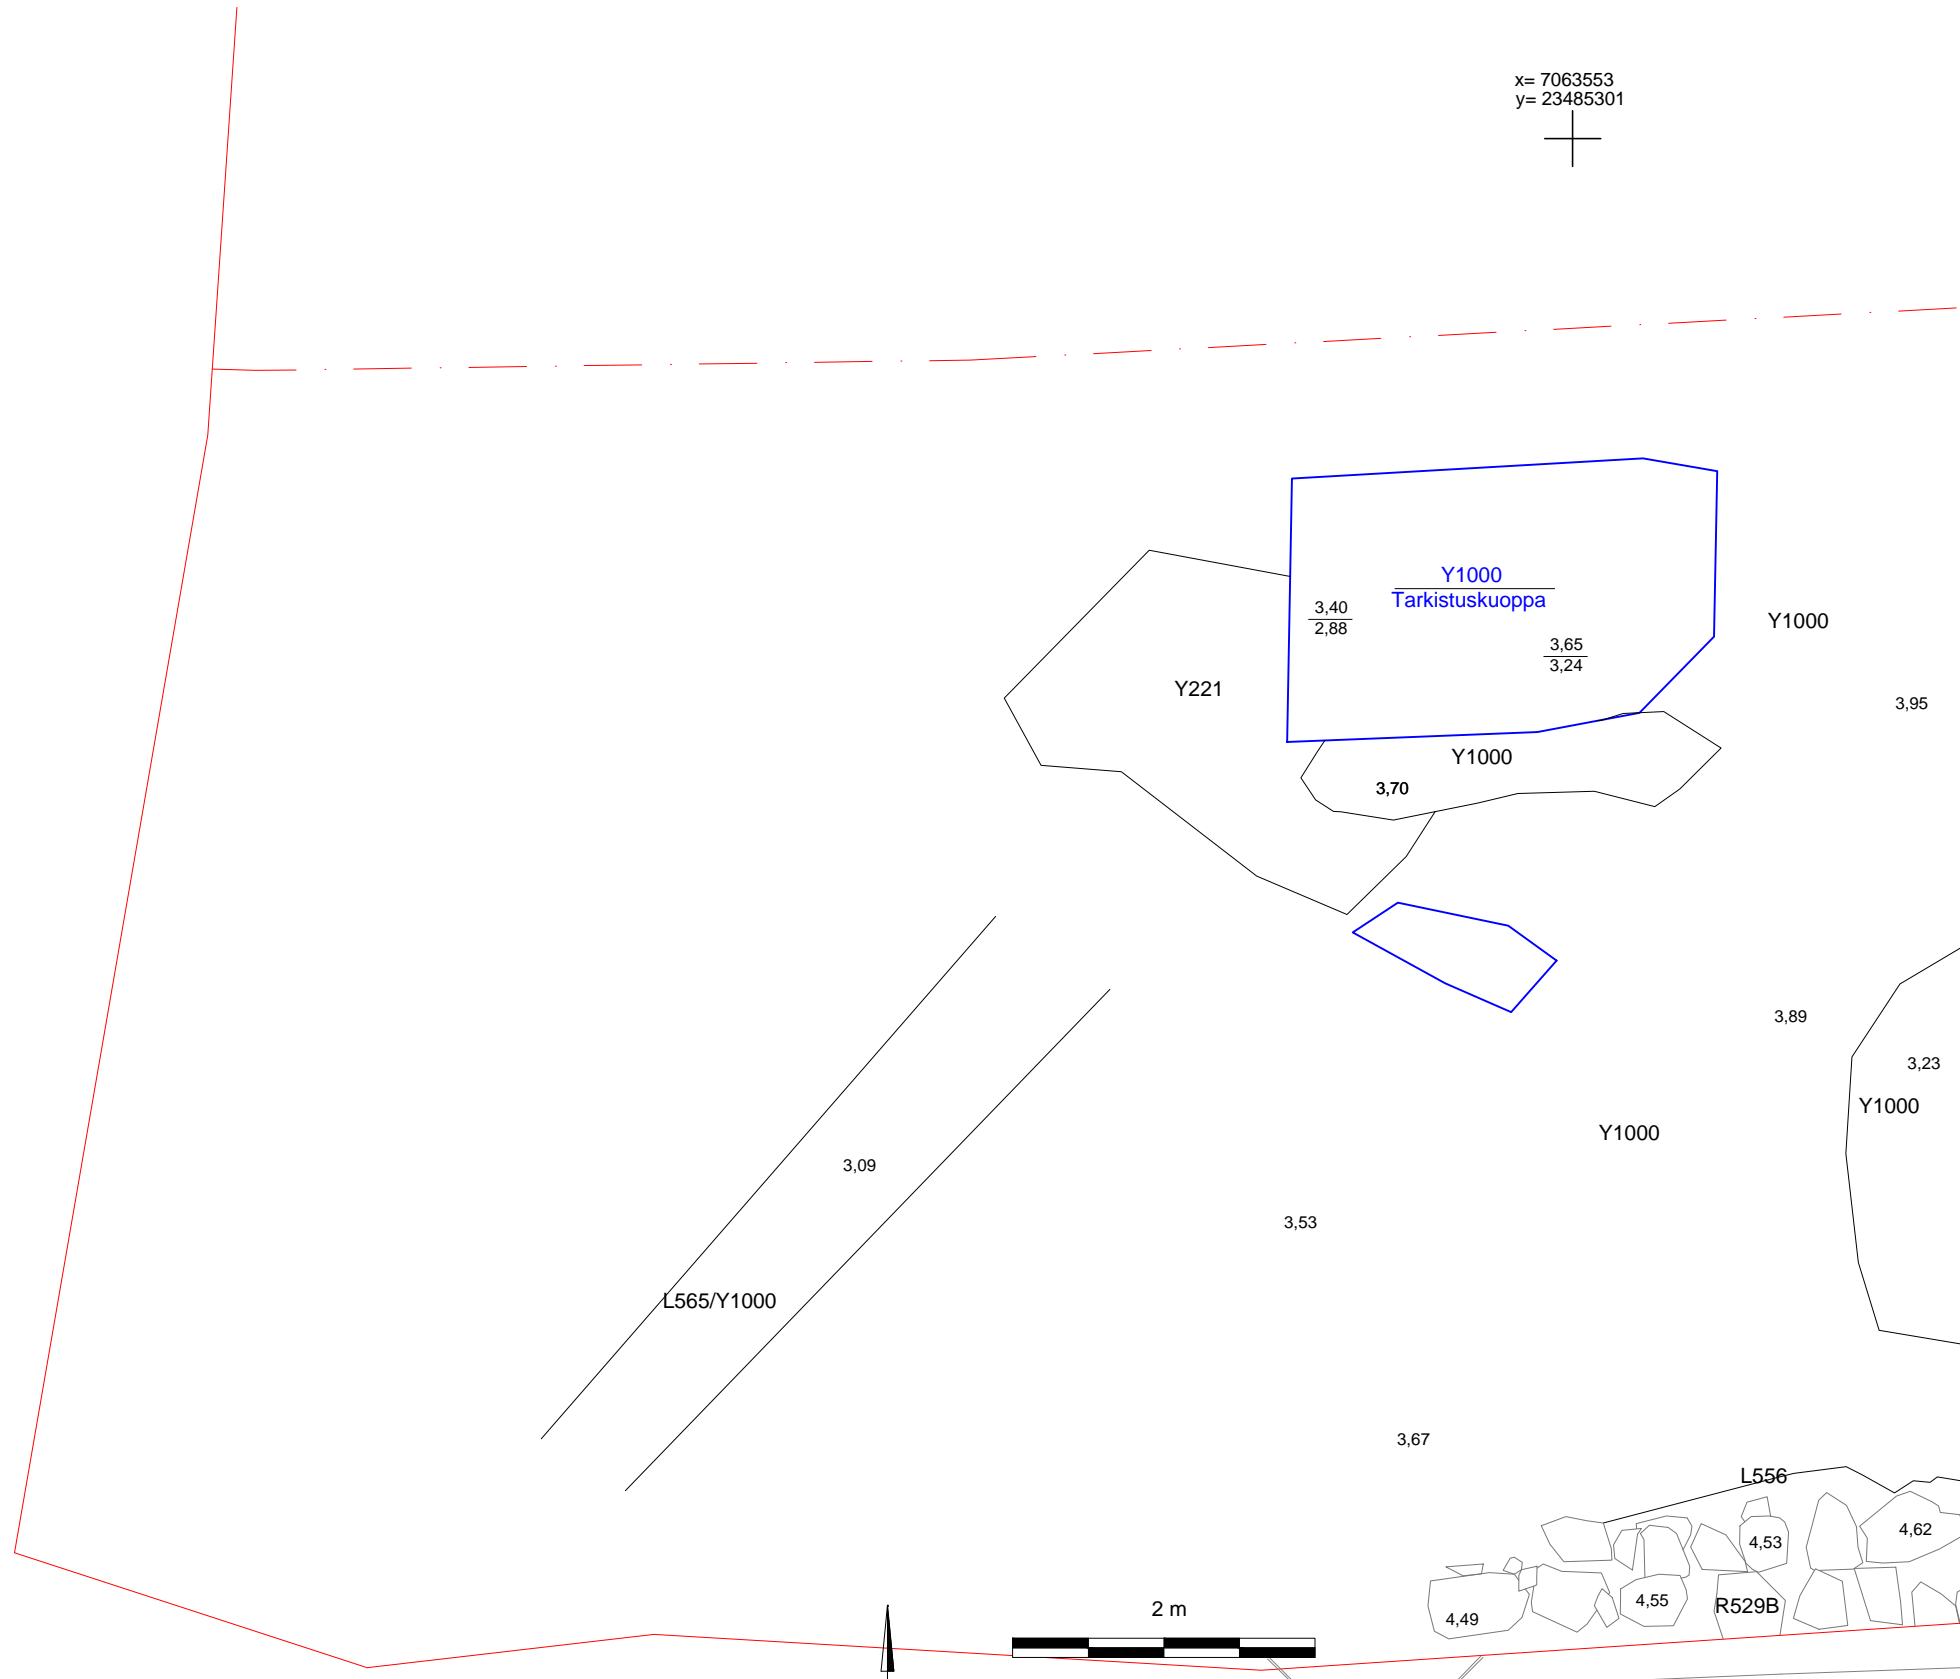 x= 7063553
y= 23485301
Y1000
Tarkistuskuoppa
3,40
2,88
3,65
3,24
Y1000
Y221
3,95
Y1000
3,70
3,89
3,23
Y1000
Y1000
3,09
3,53
L565/Y1000
3,67
L556
4,53
4,62
4,55
R529B
4,49
2 m